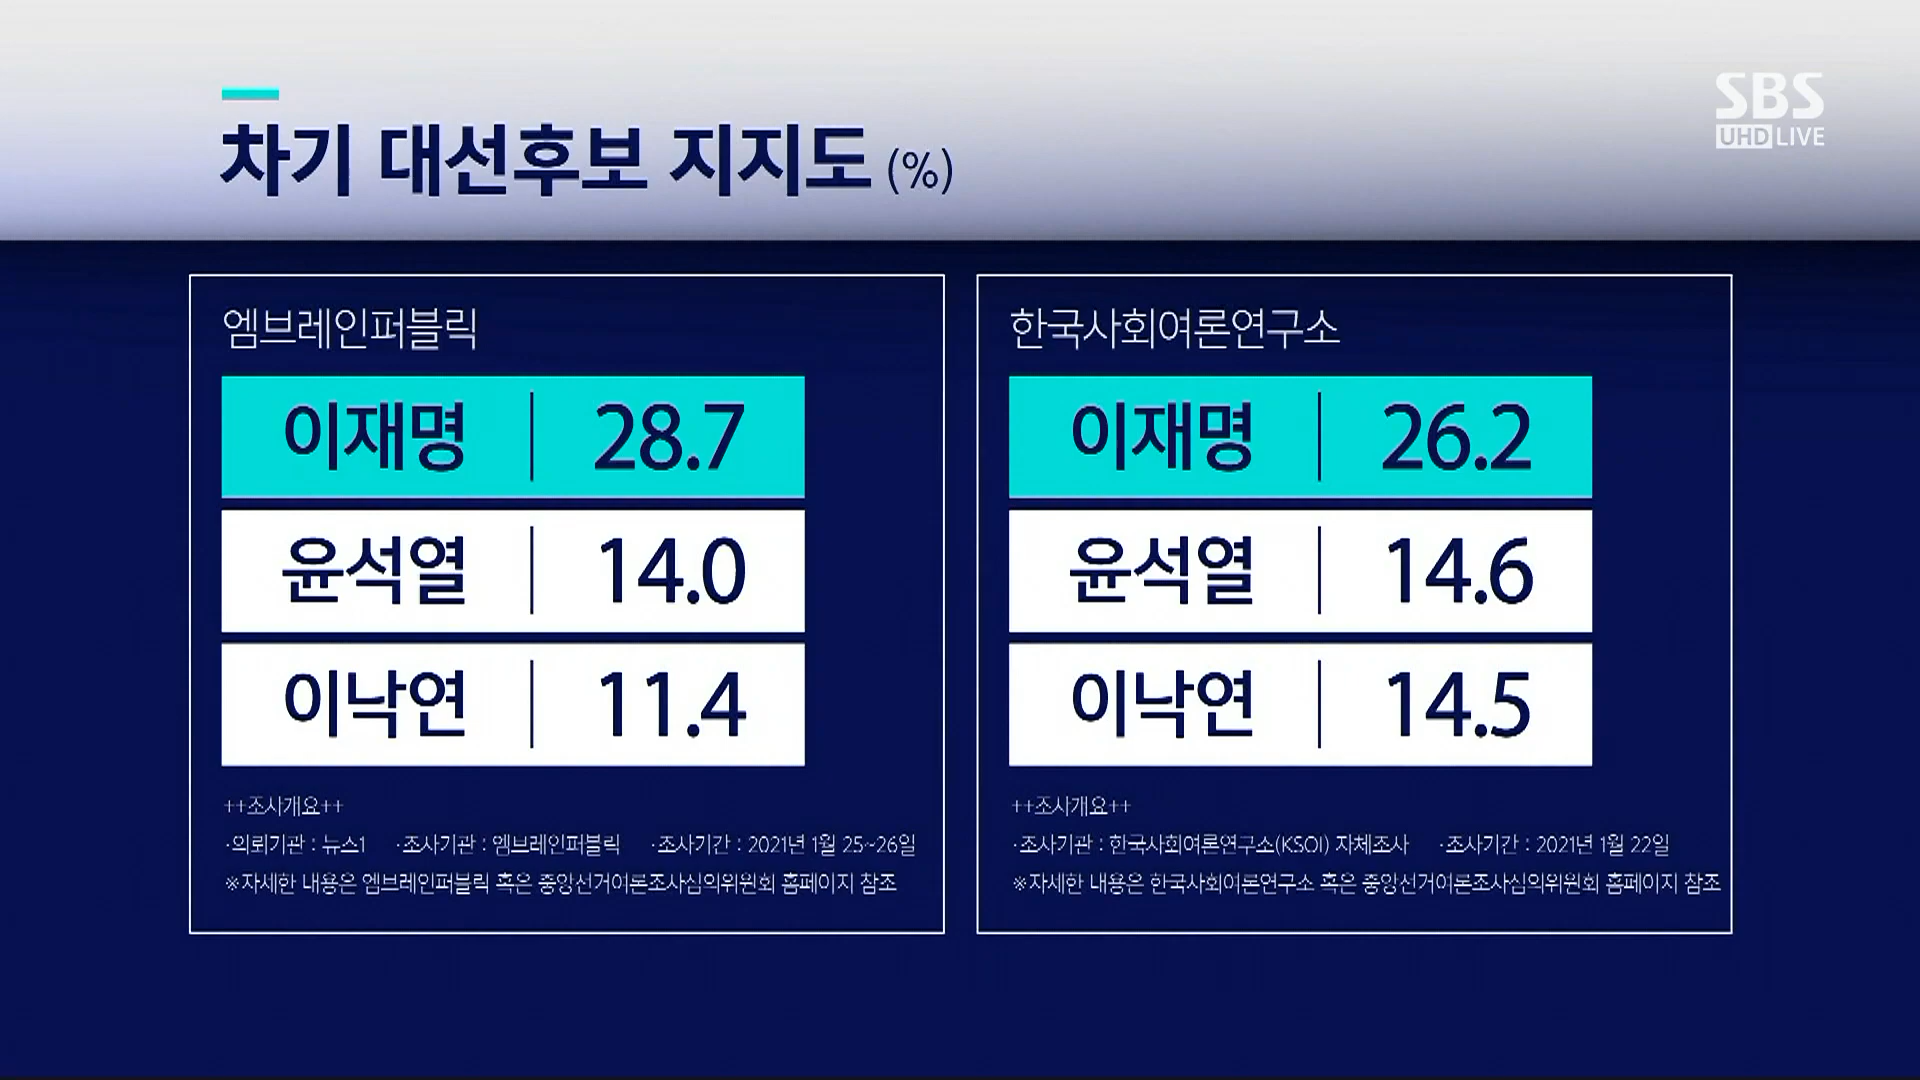 차기 대선후보 지지도 (%)
SBS
UHD LIVE
엠브레인퍼블릭
이재명 28.7
윤석열 14.0
이낙연 11.4
++조사개요++
·의뢰기관 : 뉴스1 ·조사기관 : 엠브레인퍼블릭 ·조사기간 : 2021년 1월 25~26일
※자세한 내용은 엠브레인퍼블릭 혹은 중앙선거여론조사심의위원회 홈페이지 참조
한국사회여론연구소
이재명 26.2
윤석열 14.6
이낙연 14.5
++조사개요++
·조사기관 : 한국사회여론연구소(KSOI) 자체조사 ·조사기간 : 2021년 1월 22일
※자세한 내용은 한국사회여론연구소 혹은 중앙선거여론조사심의위원회 홈페이지 참조